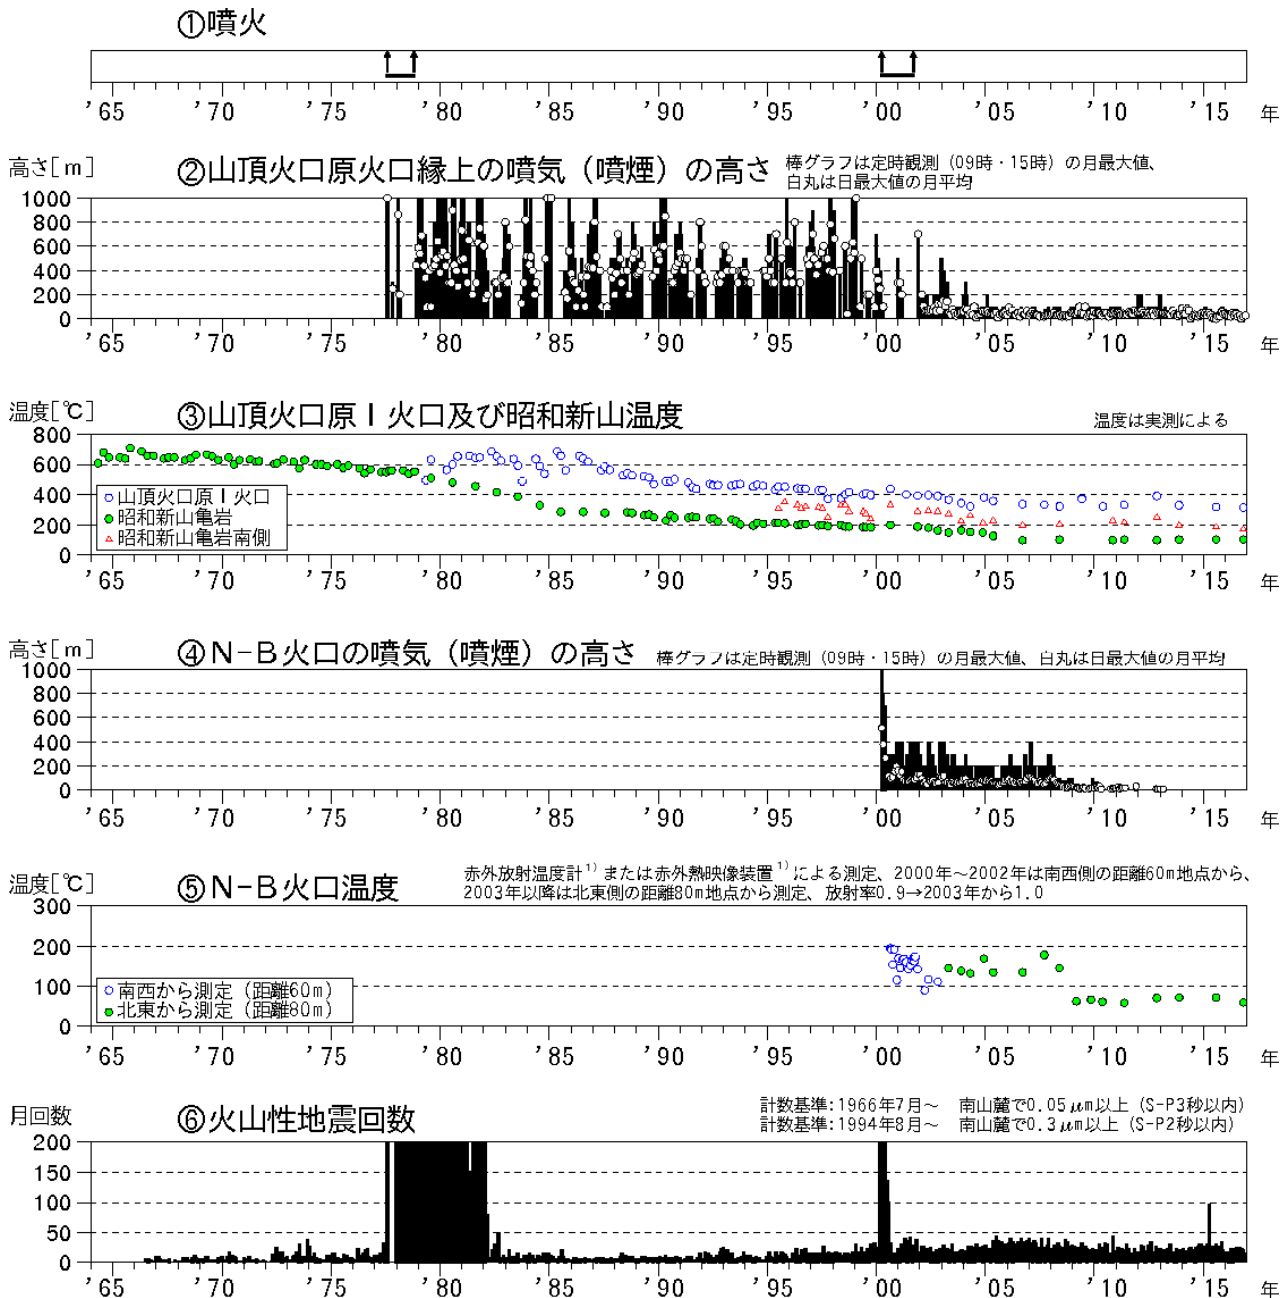 ①噴火
'65 '70 '75 '80 '85 '90 '95 '00 '05 '10 '15 年
高さ[m]
②山頂火口原火口縁上の噴気（噴煙）の高さ
棒グラフは定時観測（09時・15時）の月最大値、
白丸は日最大値の月平均
1000
800
600
400
200
0
'65 '70 '75 '80 '85 '90 '95 '00 '05 '10 '15 年
温度[℃]
③山頂火口原Ⅰ火口及び昭和新山温度
温度は実測による
800
600
400
200
0
山頂火口原Ⅰ火口
昭和新山亀岩
昭和新山亀岩南側
'65 '70 '75 '80 '85 '90 '95 '00 '05 '10 '15 年
高さ[m]
④N-B火口の噴気（噴煙）の高さ
棒グラフは定時観測（09時・15時）の月最大値、白丸は日最大値の月平均
1000
800
600
400
200
0
'65 '70 '75 '80 '85 '90 '95 '00 '05 '10 '15 年
温度[℃]
⑤N-B火口温度
赤外放射温度計1)または赤外熱映像装置1)による測定、2000年～2002年は南西側の距離60m地点から、
2003年以降は北東側の距離80m地点から測定、放射率0.9→2003年から1.0
300
200
100
0
南西から測定（距離60m）
北東から測定（距離80m）
'65 '70 '75 '80 '85 '90 '95 '00 '05 '10 '15 年
月回数
⑥火山性地震回数
計数基準:1966年7月～ 南山麓で0.05μm以上（S-P3秒以内）
計数基準:1994年8月～ 南山麓で0.3μm以上（S-P2秒以内）
200
150
100
50
0
'65 '70 '75 '80 '85 '90 '95 '00 '05 '10 '15 年